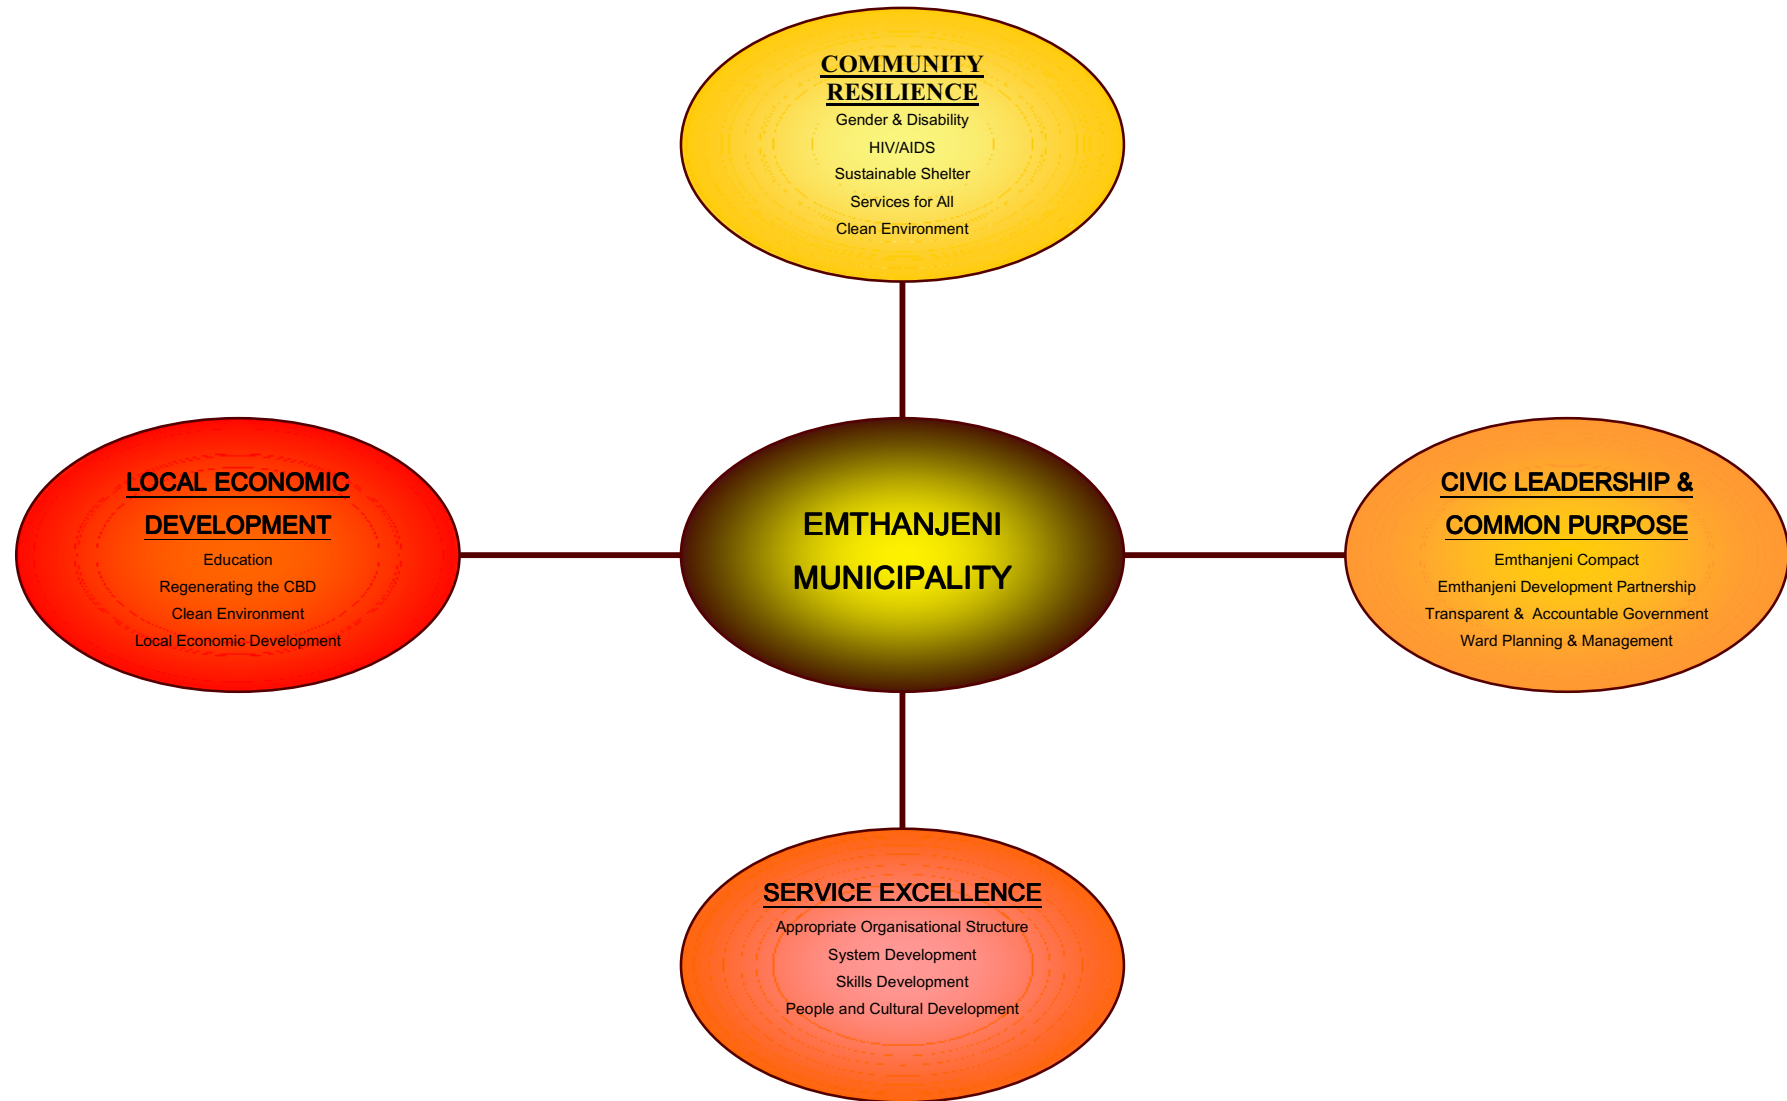 COMMUNITY
RESILIENCE
Gender & Disability
HIV/AIDS
Sustainable Shelter
Services for All
Clean Environment
LOCAL ECONOMIC
DEVELOPMENT
Education
Regenerating the CBD
Clean Environment
Local Economic Development
EMTHANJENI
MUNICIPALITY
CIVIC LEADERSHIP &
COMMON PURPOSE
Emthanjeni Compact
Emthanjeni Development Partnership
Transparent & Accountable Government
Ward Planning & Management
SERVICE EXCELLENCE
Appropriate Organisational Structure
System Development
Skills Development
People and Cultural Development